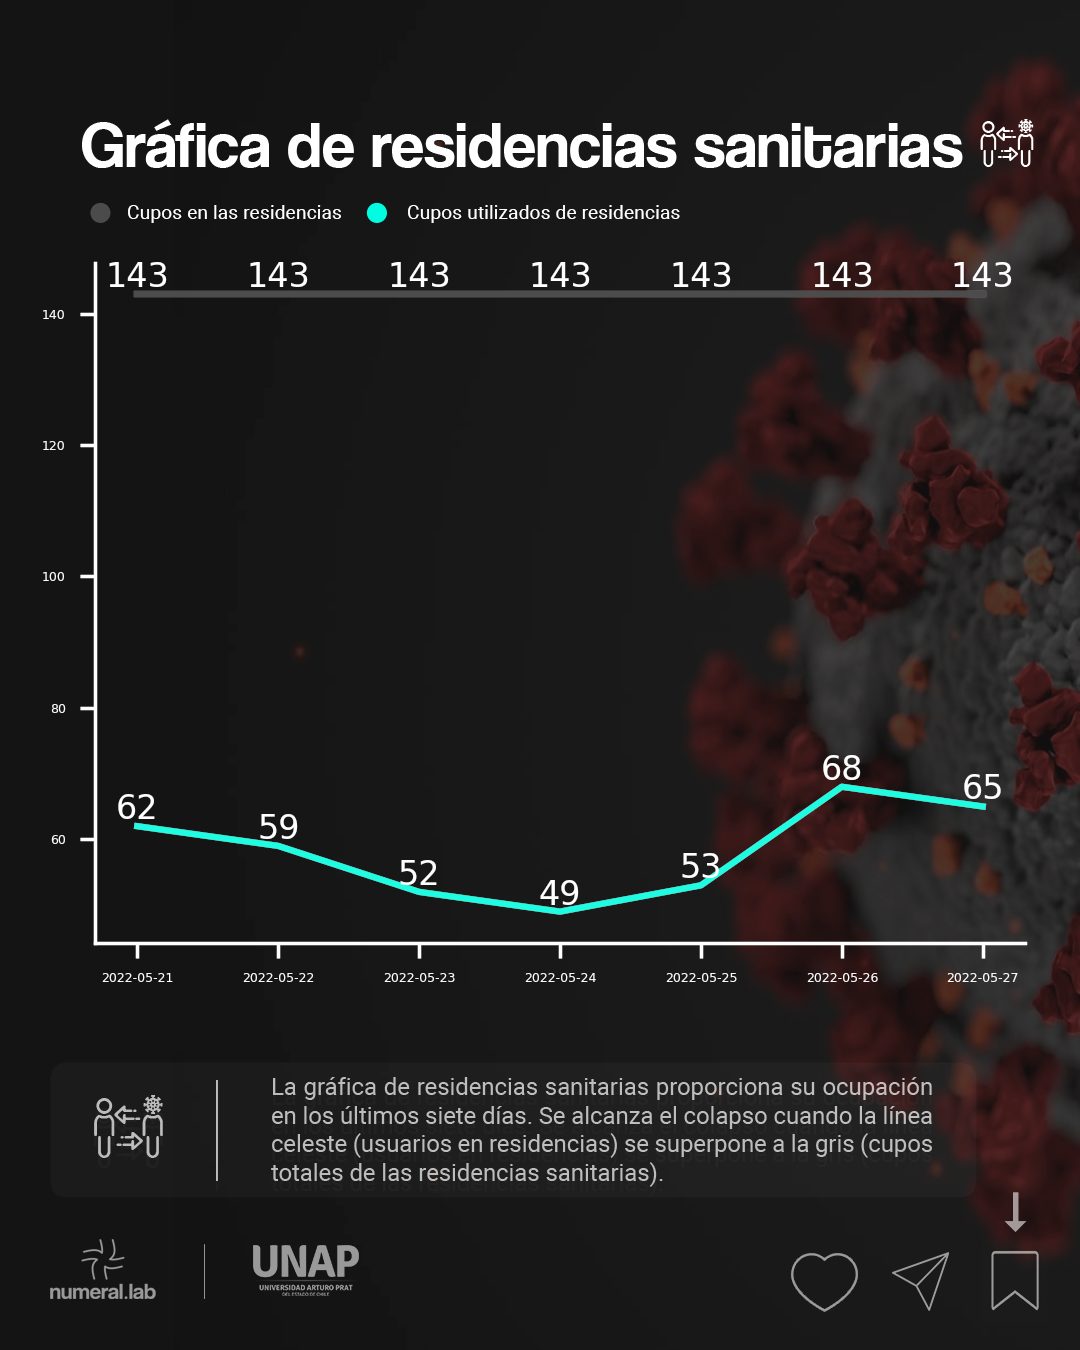 Gráfica de residencias sanitarias
Cupos en las residencias Cupos utilizados de residencias
143 143 143 143 143 143 143
140
120
100
80
60
62 59 52 49 53 68 65
2022-05-21 2022-05-22 2022-05-23 2022-05-24 2022-05-25 2022-05-26 2022-05-27
La gráfica de residencias sanitarias proporciona su ocupación
en los últimos siete días. Se alcanza el colapso cuando la línea
celeste (usuarios en residencias) se superpone a la gris (cupos
totales de las residencias sanitarias).
numeral.lab
UNAP
UNIVERSIDAD ARTURO PRAT
DEL ESTADO DE CHILE